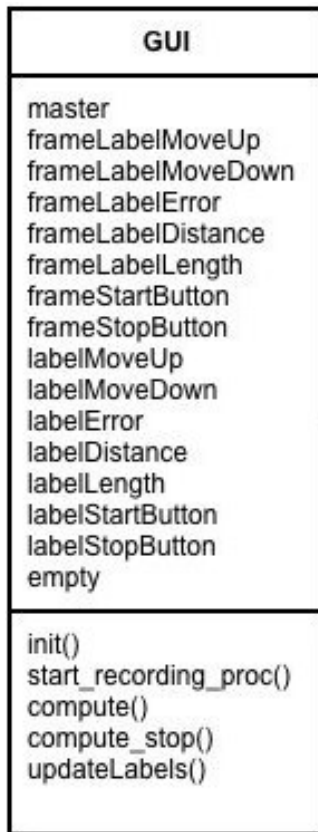 GUI
master
frameLabelMoveUp
frameLabelMoveDown
frameLabelError
frameLabelDistance
frameLabelLength
frameStartButton
frameStopButton
labelMoveUp
labelMoveDown
labelError
labelDistance
labelLength
labelStartButton
labelStopButton
empty
init()
start_recording_proc()
compute()
compute_stop()
updateLabels()